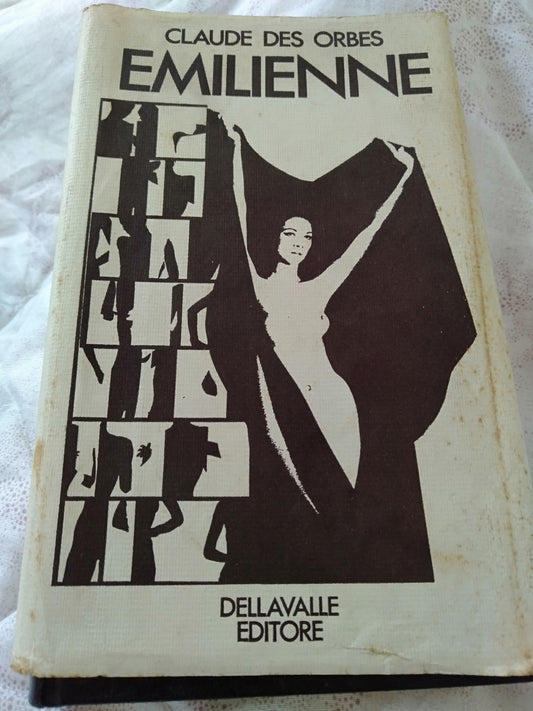 CLAUDE DES ORBES
EMILIENNE
DELLAVALLE
EDITORE